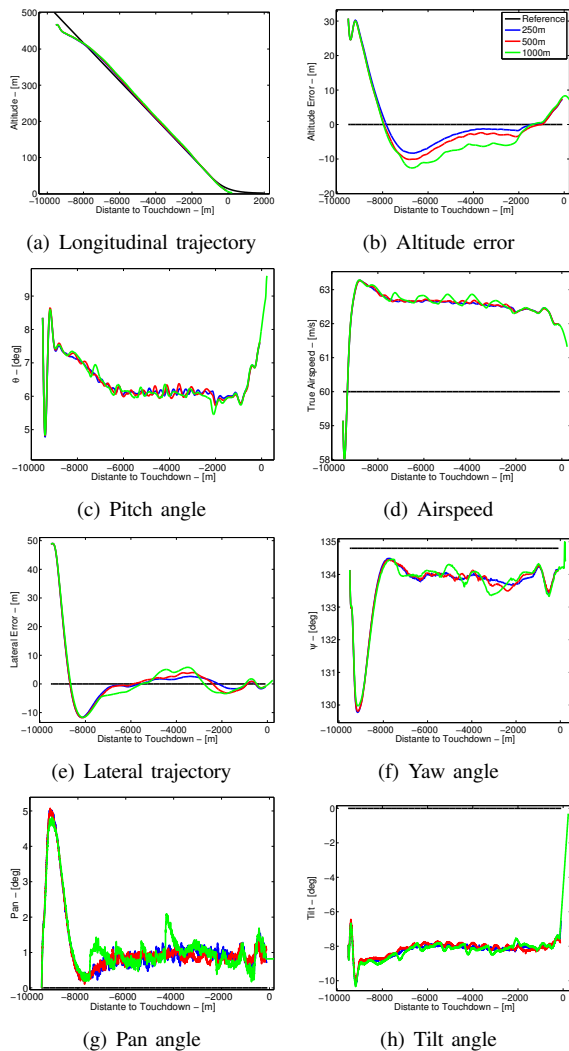 500
400
300
200
100
0
Altitude – [m]
−10000 −8000 −6000 −4000 −2000 0 2000
Distante to Touchdown – [m]
(a) Longitudinal trajectory
Reference
250m
500m
1000m
30
20
10
0
−10
−20
Altitude Error – [m]
−10000 −8000 −6000 −4000 −2000 0
Distante to Touchdown – [m]
(b) Altitude error
9
8
7
6
5
θ – [deg]
−10000 −8000 −6000 −4000 −2000 0
Distante to Touchdown – [m]
(c) Pitch angle
63
62
61
60
59
58
True Airspeed – [m/s]
−10000 −8000 −6000 −4000 −2000 0
Distante to Touchdown – [m]
(d) Airspeed
50
40
30
20
10
0
−10
Lateral Error – [m]
−10000 −8000 −6000 −4000 −2000 0
Distante to Touchdown – [m]
(e) Lateral trajectory
135
134
133
132
131
130
ψ – [deg]
−10000 −8000 −6000 −4000 −2000 0
Distante to Touchdown – [m]
(f) Yaw angle
5
4
3
2
1
0
Pan – [deg]
−10000 −8000 −6000 −4000 −2000 0
Distante to Touchdown – [m]
(g) Pan angle
0
−2
−4
−6
−8
−10
Tilt – [deg]
−10000 −8000 −6000 −4000 −2000 0
Distante to Touchdown – [m]
(h) Tilt angle